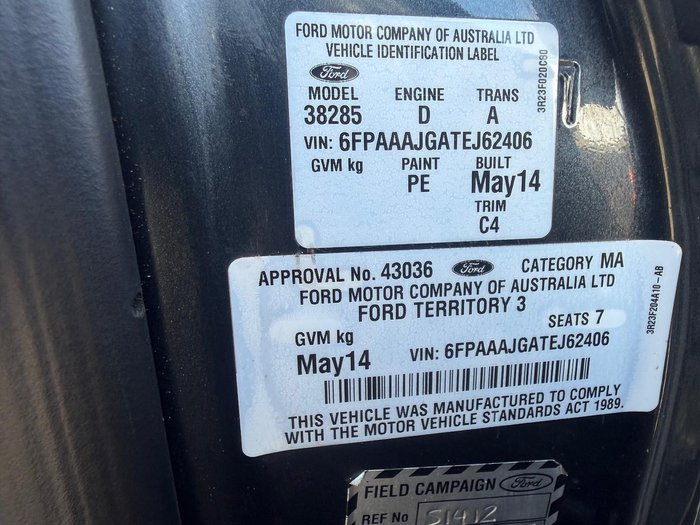 FORD MOTOR COMPANY OF AUSTRALIA LTD
VEHICLE IDENTIFICATION LABEL
Ford
MODEL ENGINE TRANS
38285 D A
VIN: 6FPAAAJGATEJ62406
GVM kg PAINT BUILT
PE May14
TRIM
C4
3R23F020C80
APPROVAL No. 43036 Ford CATEGORY MA
FORD MOTOR COMPANY OF AUSTRALIA LTD
FORD TERRITORY 3
GVM kg SEATS 7
May14 VIN: 6FPAAAJGATEJ62406
THIS VEHICLE WAS MANUFACTURED TO COMPLY
WITH THE MOTOR VEHICLE STANDARDS ACT 1989.
3R23F204A10-AB
FIELD CAMPAIGN Ford
REF No 51412